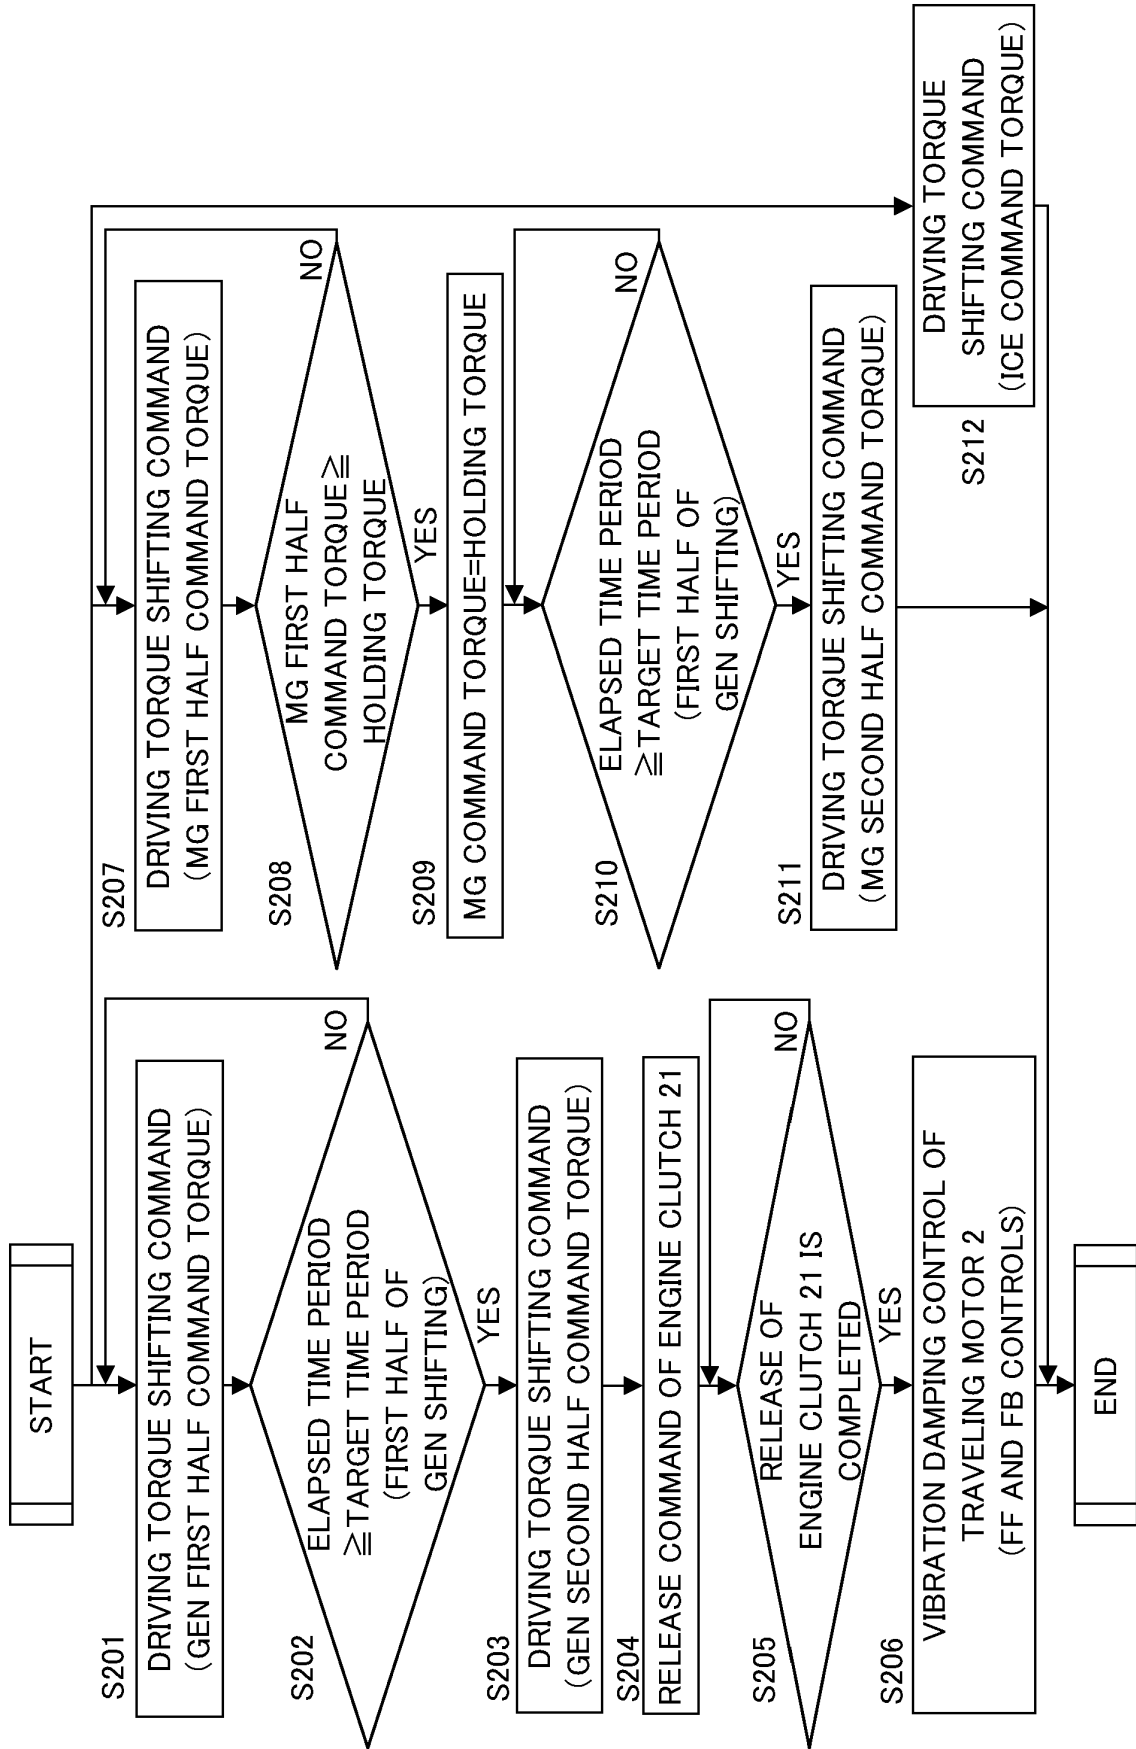 START
S201
DRIVING TORQUE SHIFTING COMMAND
(GEN FIRST HALF COMMAND TORQUE)
S202
ELAPSED TIME PERIOD
≧TARGET TIME PERIOD
(FIRST HALF OF
GEN SHIFTING)
NO
YES
S203
DRIVING TORQUE SHIFTING COMMAND
(GEN SECOND HALF COMMAND TORQUE)
S204
RELEASE COMMAND OF ENGINE CLUTCH 21
S205
RELEASE OF
ENGINE CLUTCH 21 IS
COMPLETED
NO
YES
S206
VIBRATION DAMPING CONTROL OF
TRAVELING MOTOR 2
(FF AND FB CONTROLS)
END
S207
DRIVING TORQUE SHIFTING COMMAND
(MG FIRST HALF COMMAND TORQUE)
S208
MG FIRST HALF
COMMAND TORQUE≧
HOLDING TORQUE
NO
YES
S209
MG COMMAND TORQUE=HOLDING TORQUE
S210
ELAPSED TIME PERIOD
≧TARGET TIME PERIOD
(FIRST HALF OF
GEN SHIFTING)
NO
YES
S211
DRIVING TORQUE SHIFTING COMMAND
(MG SECOND HALF COMMAND TORQUE)
S212
DRIVING TORQUE
SHIFTING COMMAND
(ICE COMMAND TORQUE)